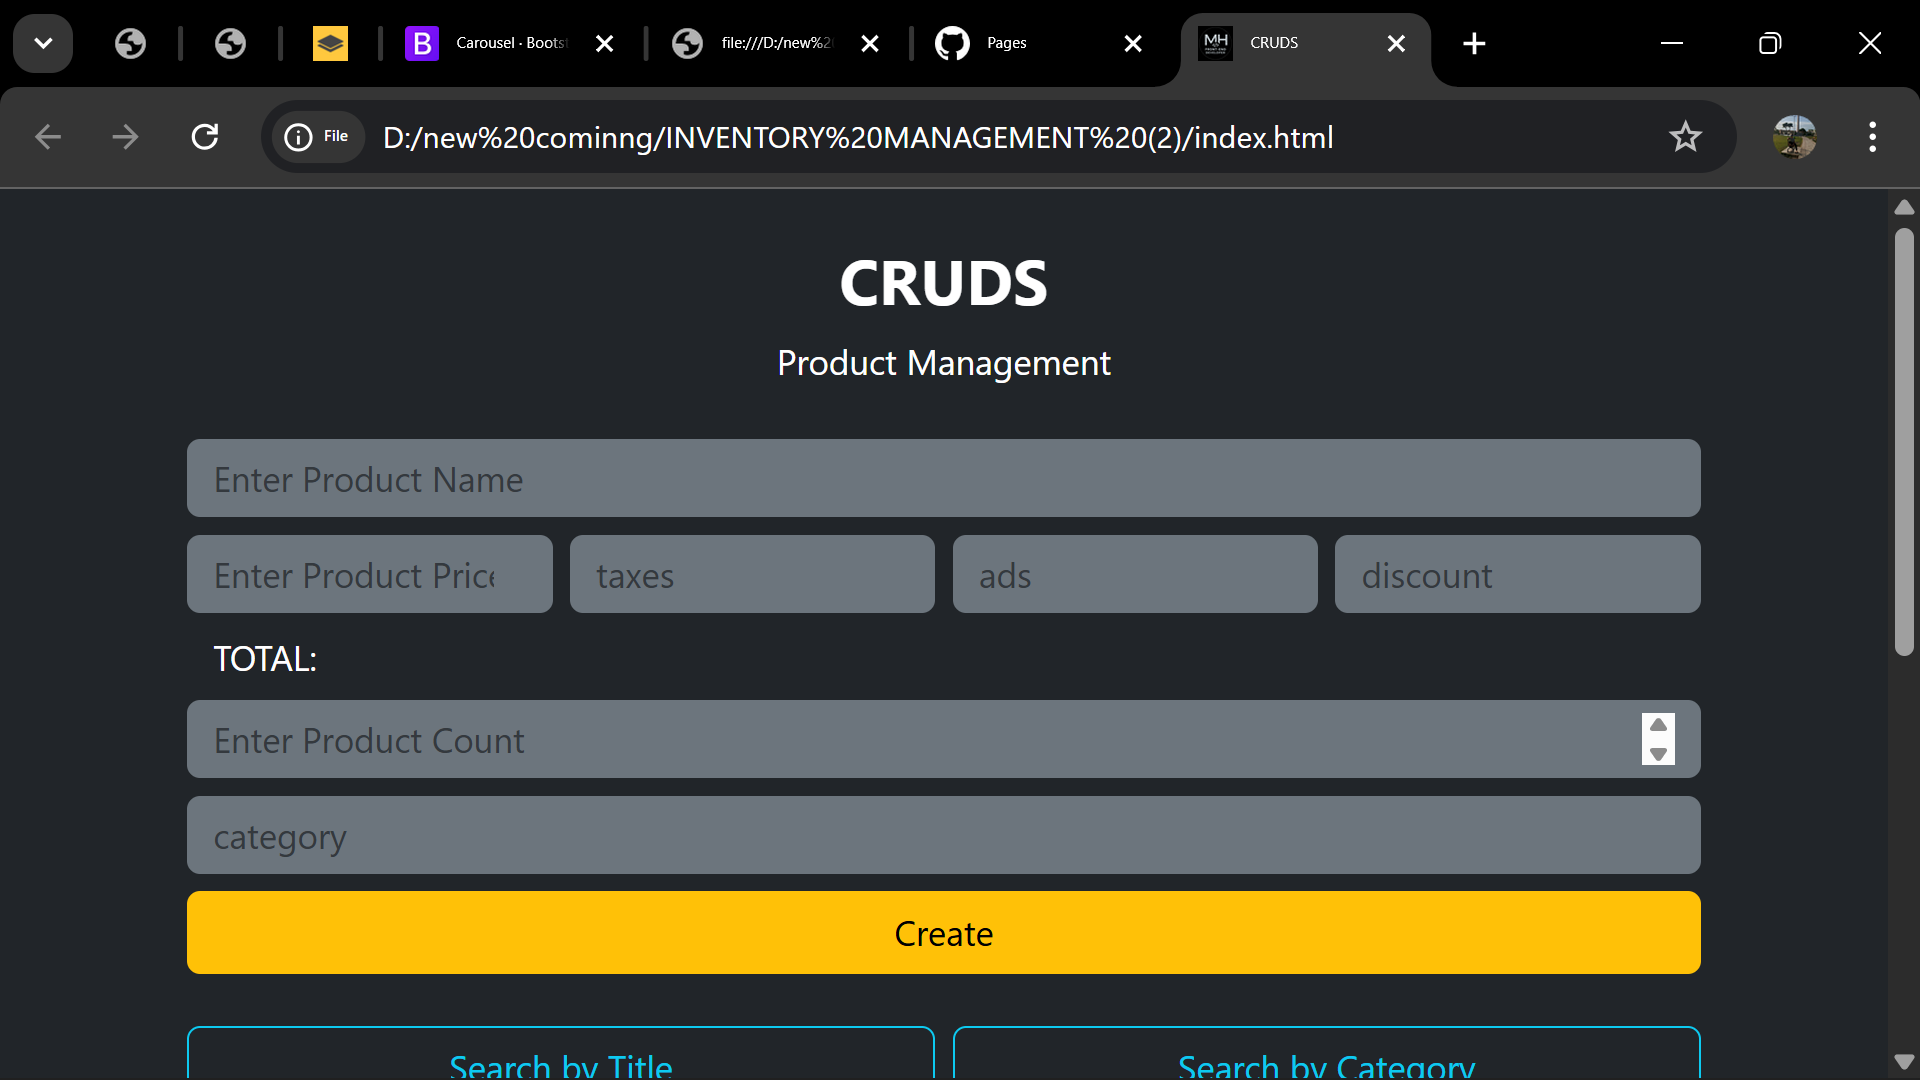 Carousel · Boots
file:///D:/new%2
Pages
MH
CRUDS
File
D:/new%20cominng/INVENTORY%20MANAGEMENT%20(2)/index.html
CRUDS
Product Management
Enter Product Name
Enter Product Price
taxes
ads
discount
TOTAL:
Enter Product Count
category
Create
Search by Title
Search by Category